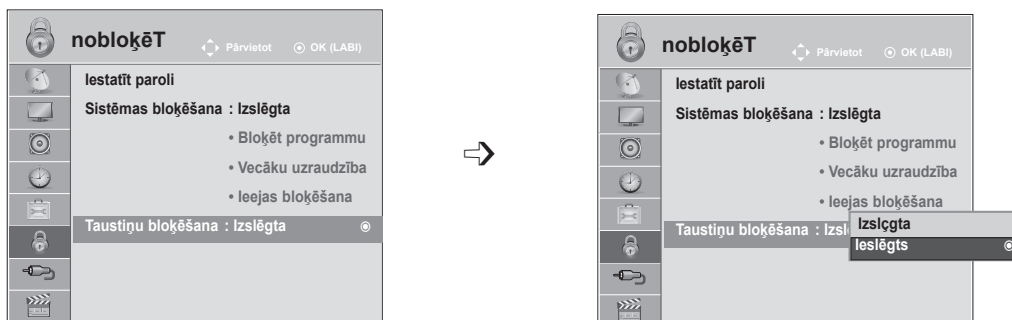 nobloķēT Pārvietot OK (LABI)
Iestatīt paroli
Sistēmas bloķēšana : Izslēgta
• Bloķēt programmu
• Vecāku uzraudzība
• Ieejas bloķēšana
Taustiņu bloķēšana : Izslēgta
nobloķēT Pārvietot OK (LABI)
Iestatīt paroli
Sistēmas bloķēšana : Izslēgta
• Bloķēt programmu
• Vecāku uzraudzība
• Ieejas bloķēšana
Taustiņu bloķēšana : Izsl
Izslçgta
Ieslēgts